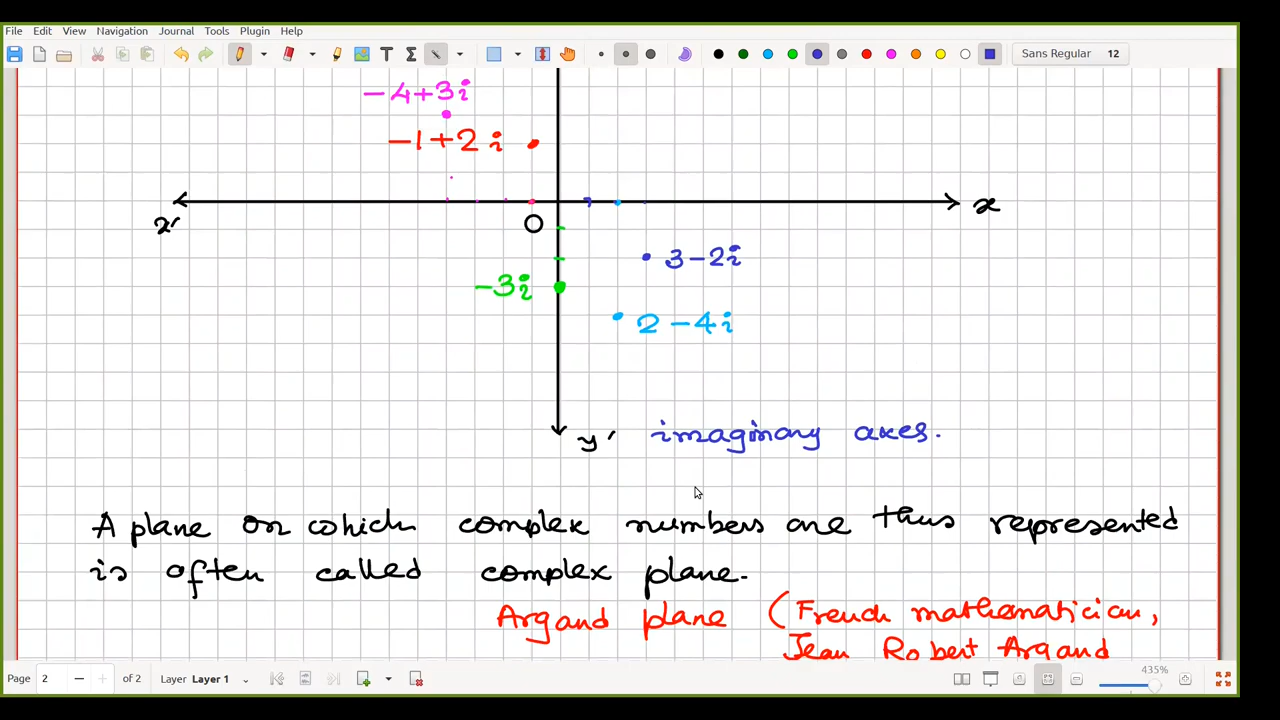 File Edit View Navigation Journal Tools Plugin Help
T Σ Sans Regular 12
-4+3i
-1+2i
x' O x
3-2i
-3i
2-4i
y' imaginary axes.
A plane on which complex numbers are thus represented
is often called complex plane.
Argand plane (French mathematician,
Jean Robert Argand
Page 2 of 2 Layer Layer 1 435%